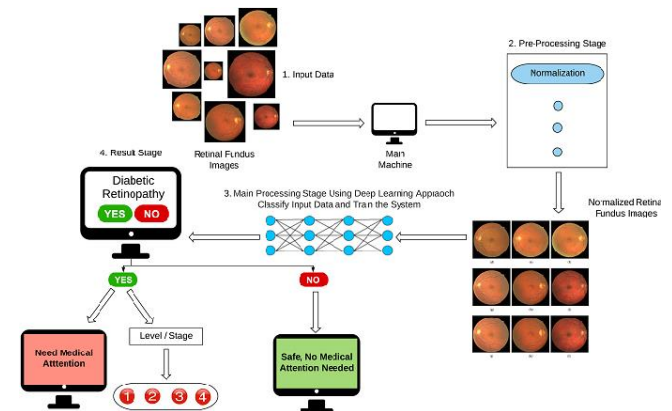 1. Input Data
2. Pre-Processing Stage
Normalization
Retinal Fundus
Images
Main
Machine
4. Result Stage
Diabetic
Retinopathy
YES
NO
3. Main Processing Stage Using Deep Learning Appraoch
Classify Input Data and Train the System
Normalized Retina
Fundus Images
YES
NO
Need Medical
Atttention
Level / Stage
1 2 3 4
Safe, No Medical
Attention Needed